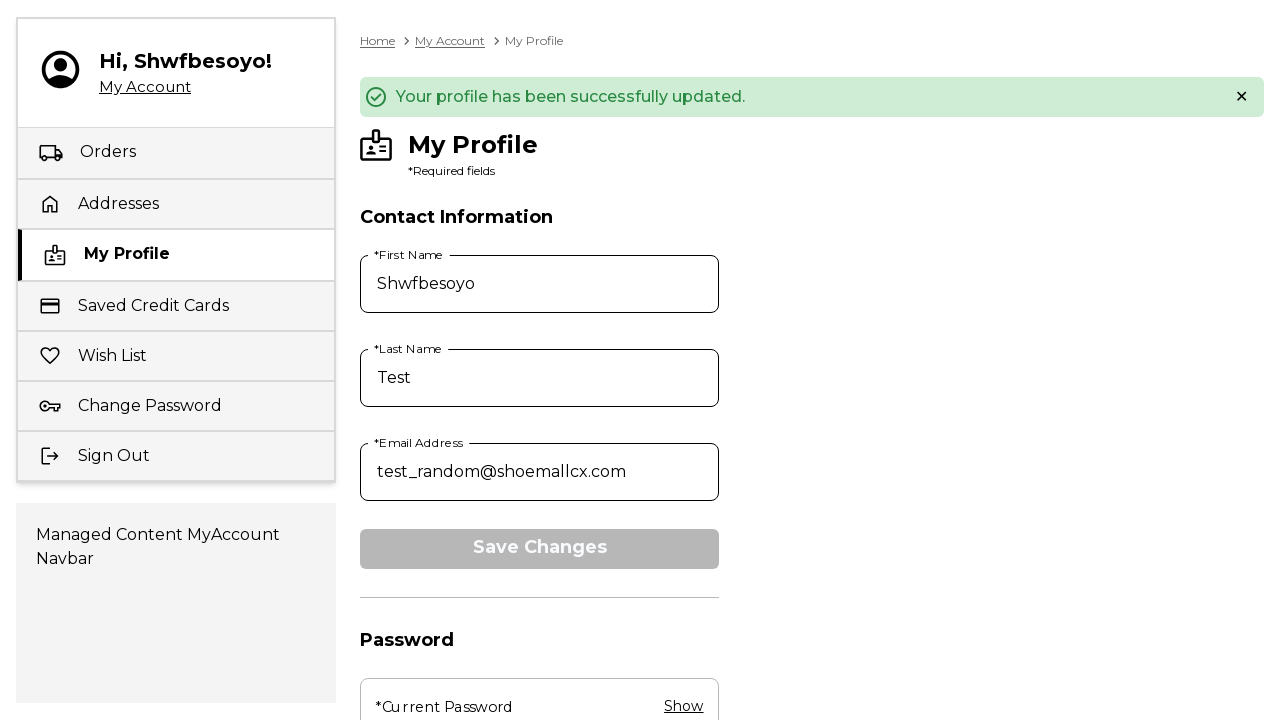 Hi, Shwfbesoyo!
My Account
Orders
Addresses
My Profile
Saved Credit Cards
Wish List
Change Password
Sign Out
Managed Content MyAccount
Navbar
Home > My Account > My Profile
Your profile has been successfully updated.
My Profile
*Required fields
Contact Information
*First Name
Shwfbesoyo
*Last Name
Test
*Email Address
test_random@shoemallcx.com
Save Changes
Password
*Current Password Show